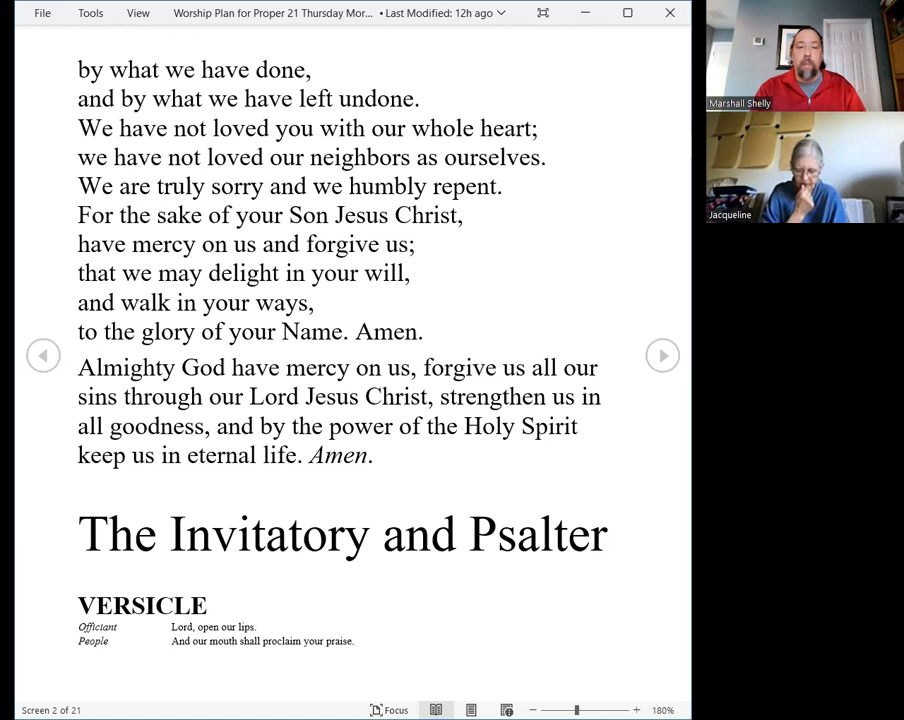 File Tools View Worship Plan for Proper 21 Thursday Mor... • Last Modified: 12h ago
by what we have done,
and by what we have left undone.
We have not loved you with our whole heart;
we have not loved our neighbors as ourselves.
We are truly sorry and we humbly repent.
For the sake of your Son Jesus Christ,
have mercy on us and forgive us;
that we may delight in your will,
and walk in your ways,
to the glory of your Name. Amen.
Almighty God have mercy on us, forgive us all our
sins through our Lord Jesus Christ, strengthen us in
all goodness, and by the power of the Holy Spirit
keep us in eternal life. Amen.
The Invitatory and Psalter
VERSICLE
Officiant Lord, open our lips.
People And our mouth shall proclaim your praise.
Screen 2 of 21 Focus 180%
Marshall Shelly
Jacqueline